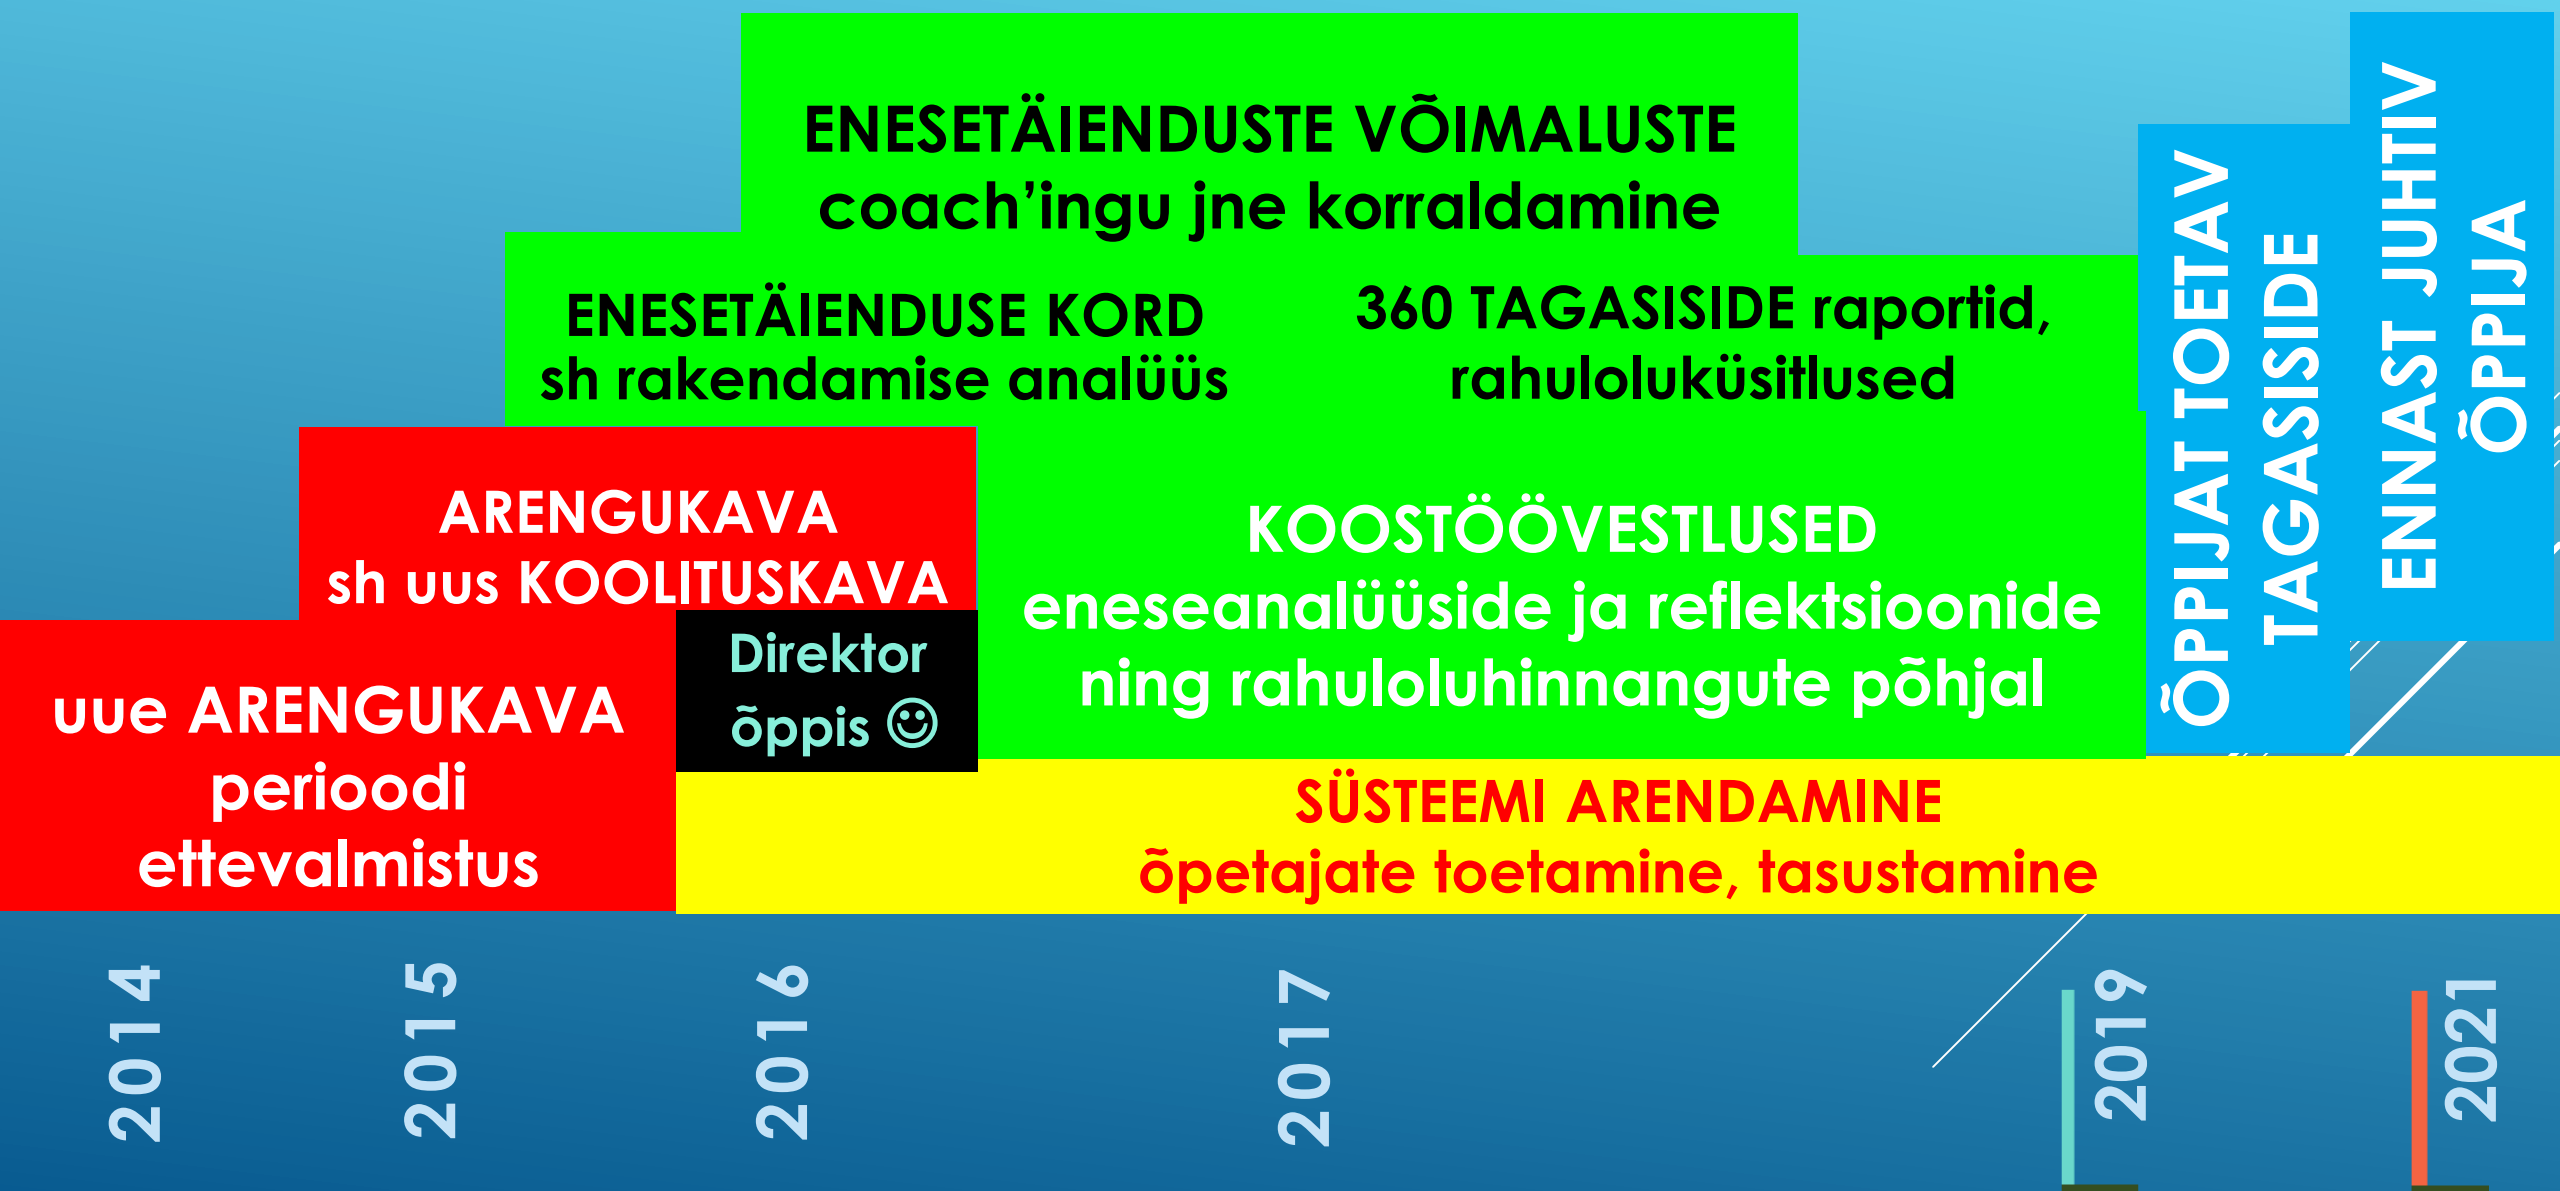 ENESETÄIENDUSTE VÕIMALUSTE
coach’ingu jne korraldamine
ENESETÄIENDUSE KORD
sh rakendamise analüüs
360 TAGASISIDE raportid,
rahuloluküsitlused
ARENGUKAVA
sh uus KOOLITUSKAVA
KOOSTÖÖVESTLUSED
eneseanalüüside ja reflektsioonide
ning rahuloluhinnangute põhjal
Direktor
õppis ☺
uue ARENGUKAVA
perioodi
ettevalmistus
SÜSTEEMI ARENDAMINE
õpetajate toetamine, tasustamine
ÕPPIJAT TOETAV
TAGASISIDE
ENNAST JUHTIV
ÕPPIJA
2014
2015
2016
2017
2019
2021